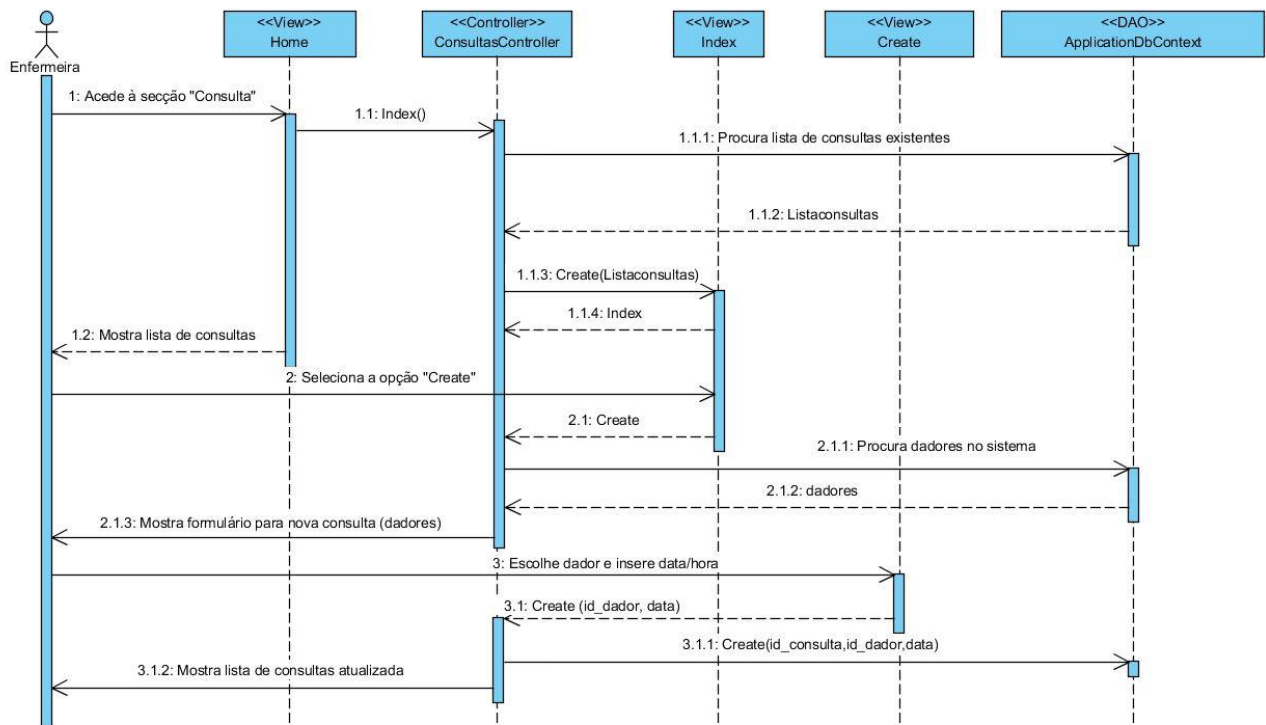 <<View>>
Home
<<Controller>>
ConsultasController
<<View>>
Index
<<View>>
Create
<<DAO>>
ApplicationDbContext
Enfermeira
1: Acede à secção "Consulta"
1.1: Index()
1.1.1: Procura lista de consultas existentes
1.1.2: Listaconsultas
1.1.3: Create(Listaconsultas)
1.1.4: Index
1.2: Mostra lista de consultas
2: Seleciona a opção "Create"
2.1: Create
2.1.1: Procura dadores no sistema
2.1.2: dadores
2.1.3: Mostra formulário para nova consulta (dadores)
3: Escolhe dador e insere data/hora
3.1: Create (id_dador, data)
3.1.1: Create(id_consulta,id_dador,data)
3.1.2: Mostra lista de consultas atualizada